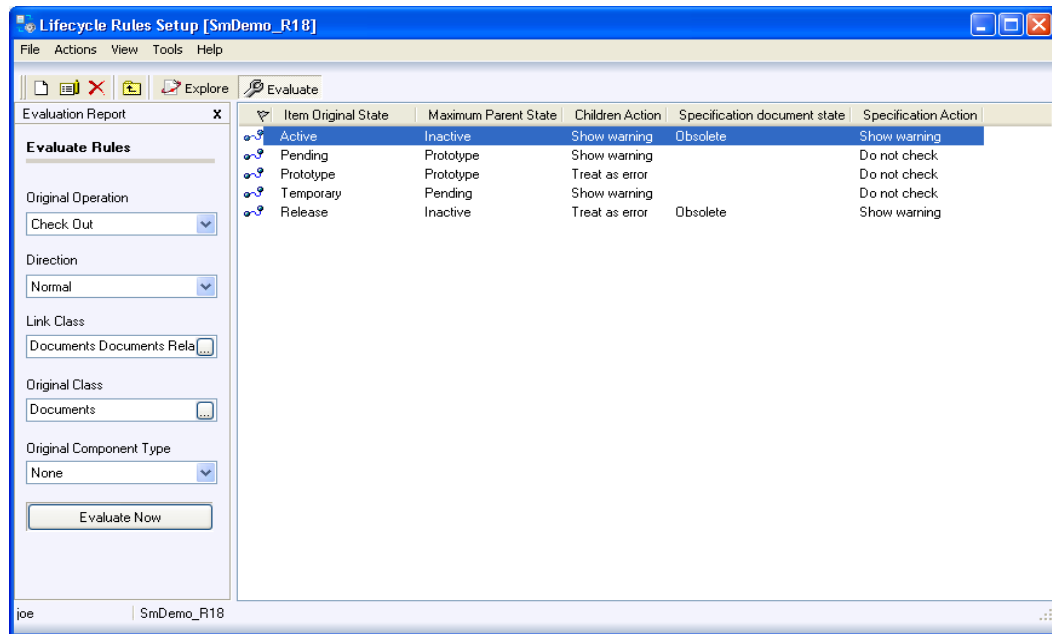 Lifecycle Rules Setup [SmDemo_R18]
File Actions View Tools Help
Explore Evaluate
Evaluation Report x
Evaluate Rules
Original Operation
Check Out
Direction
Normal
Link Class
Documents Documents Rela ...
Original Class
Documents ...
Original Component Type
None
Evaluate Now
Item Original State Maximum Parent State Children Action Specification document state Specification Action
Active Inactive Show warning Obsolete Show warning
Pending Prototype Show warning Do not check
Prototype Prototype Treat as error Do not check
Temporary Pending Show warning Do not check
Release Inactive Treat as error Obsolete Show warning
joe SmDemo_R18